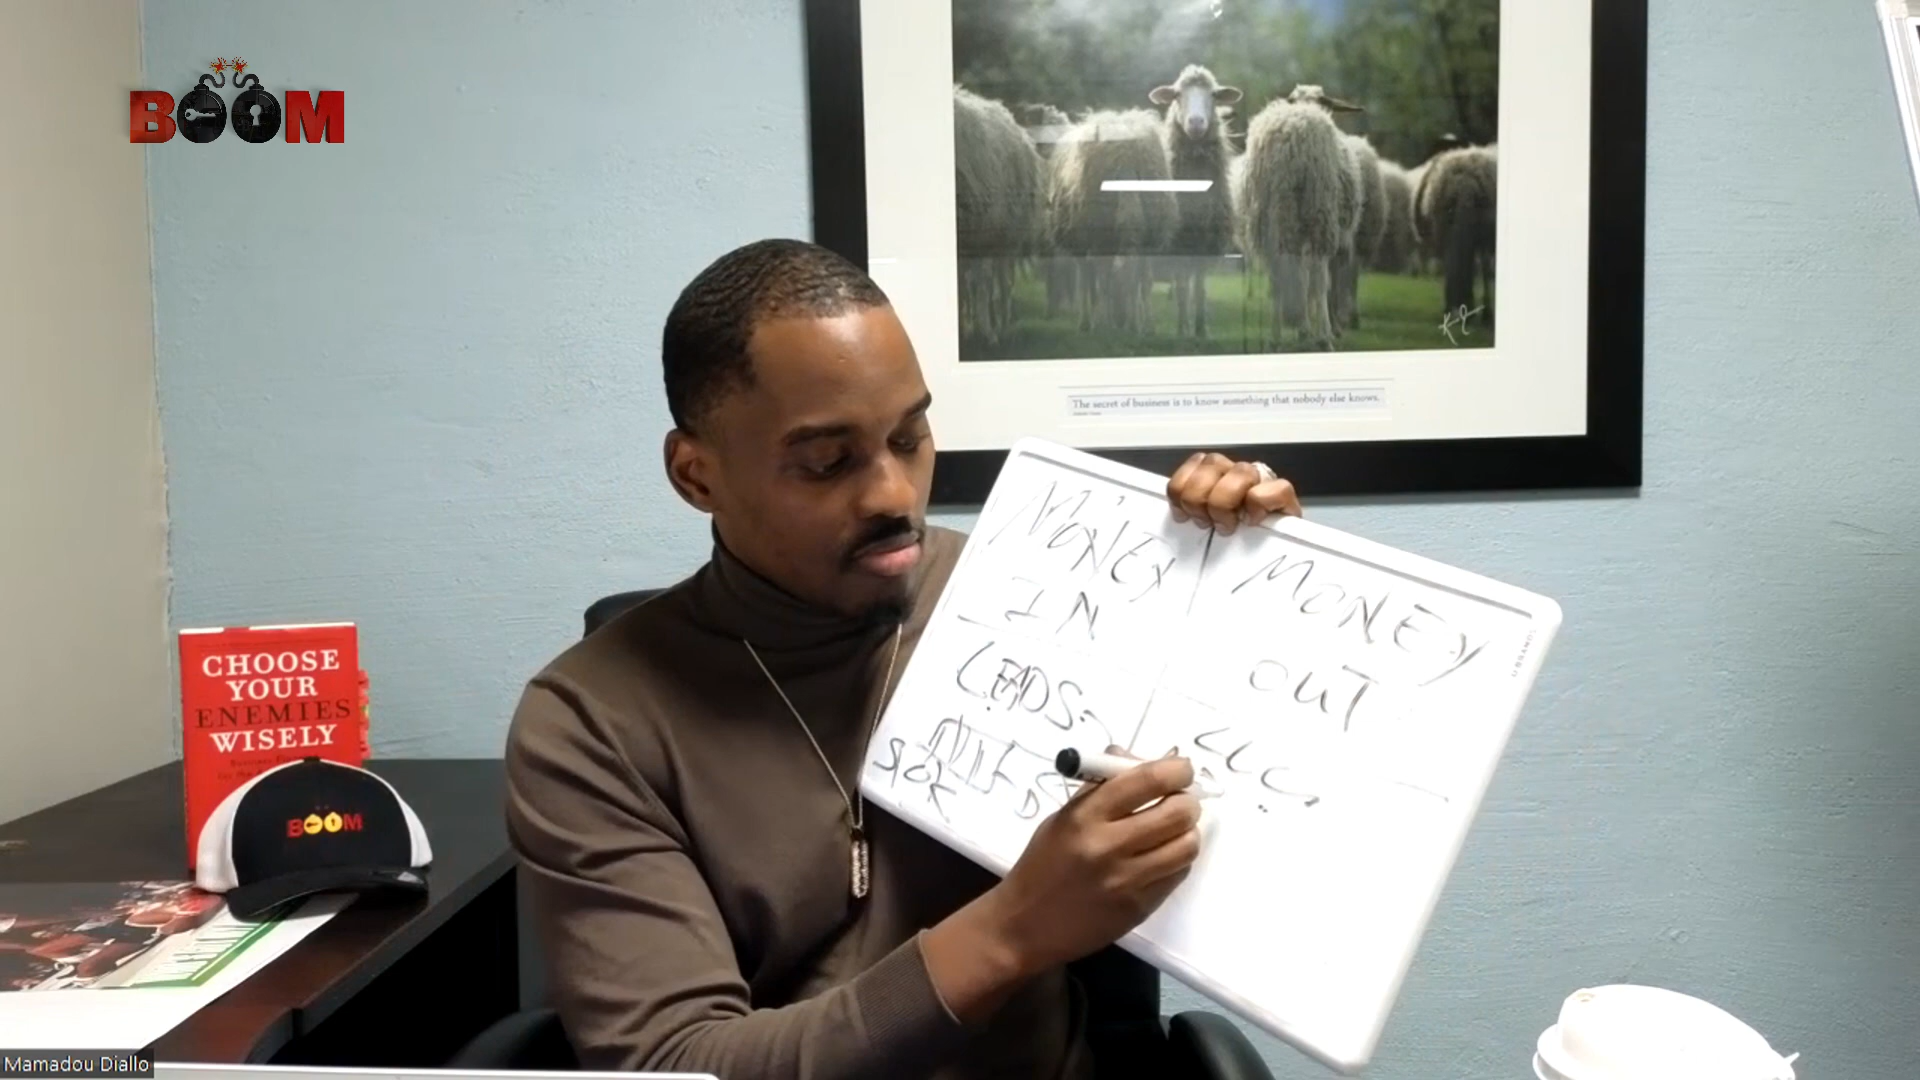 BOOM
The secret of business is to know something that nobody else knows.
MONEY
IN
LEADS
MONEY
OUT
LLC
U BRANDS
CHOOSE
YOUR
ENEMIES
WISELY
BOOM
Mamadou Diallo